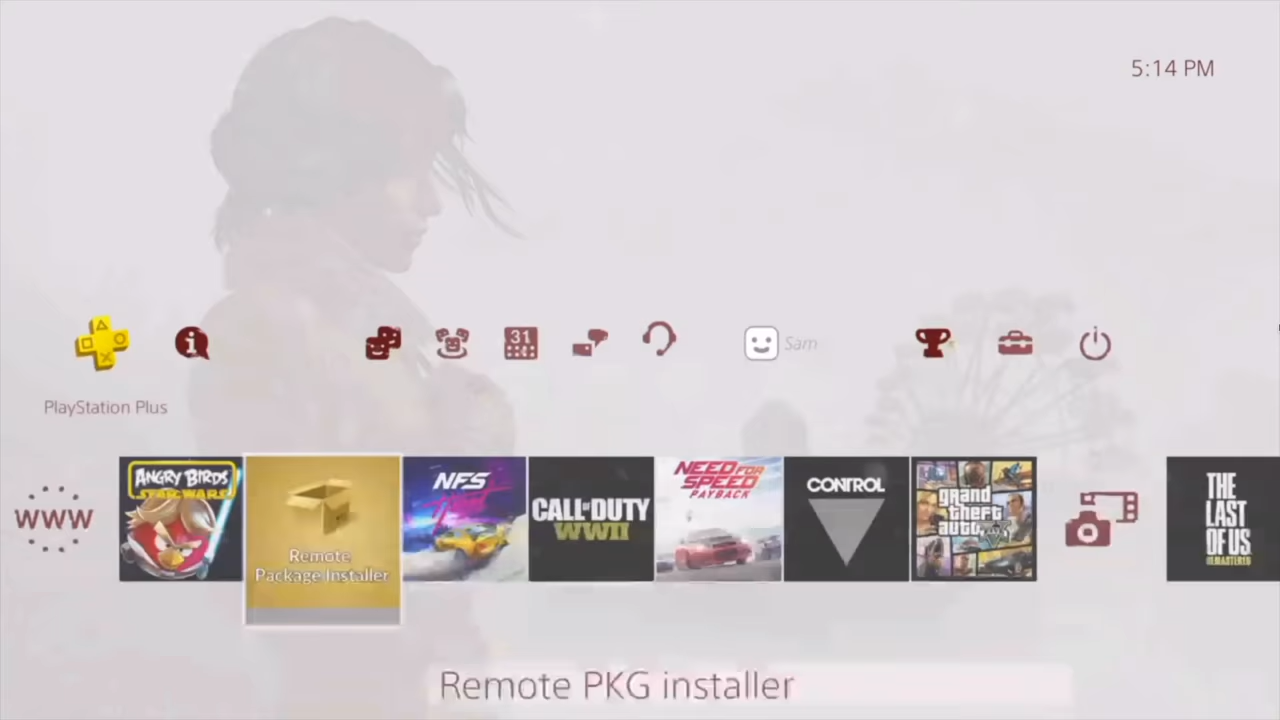 5:14 PM
31
Sam
PlayStation Plus
WWW
ANGRY BIRDS
STAR WARS
Remote
Package Installer
NFS
CALL OF DUTY
WWII
NEED FOR
SPEED
PAYBACK
CONTROL
grand
theft
auto
V
THE
LAST
OF US
REMASTERED
Remote PKG installer